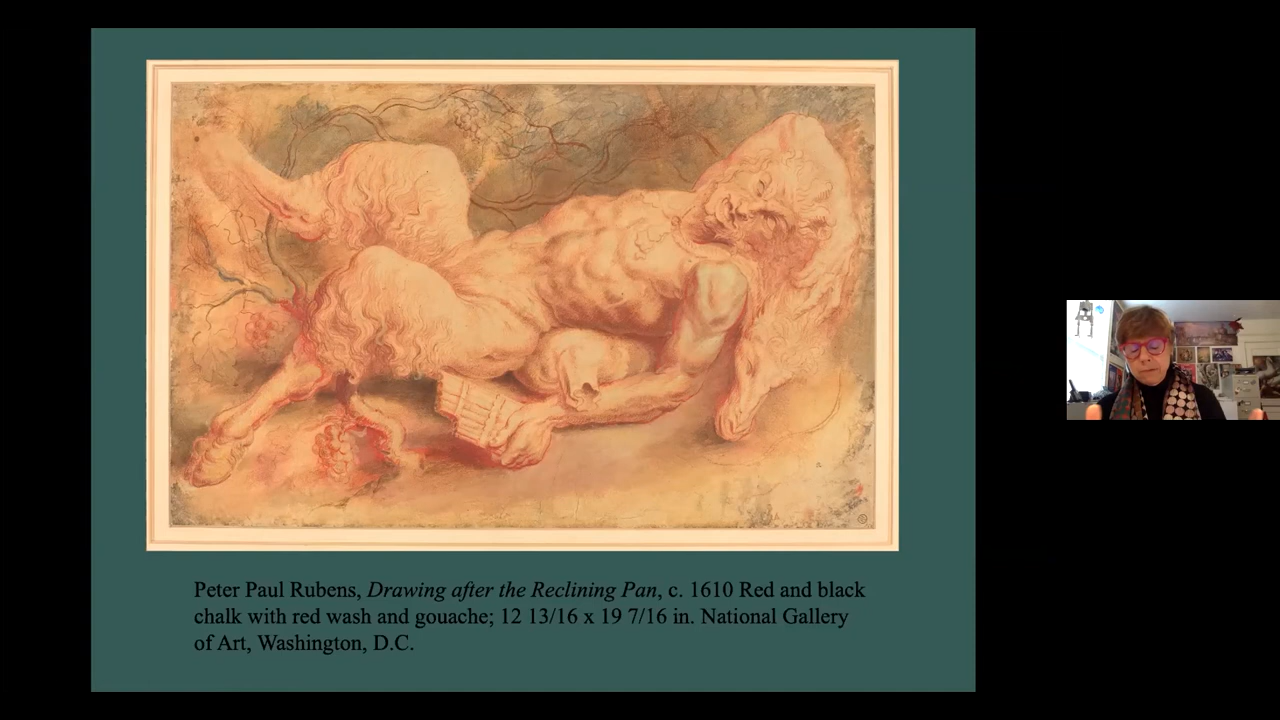 Peter Paul Rubens, Drawing after the Reclining Pan, c. 1610 Red and black
chalk with red wash and gouache; 12 13/16 x 19 7/16 in. National Gallery
of Art, Washington, D.C.